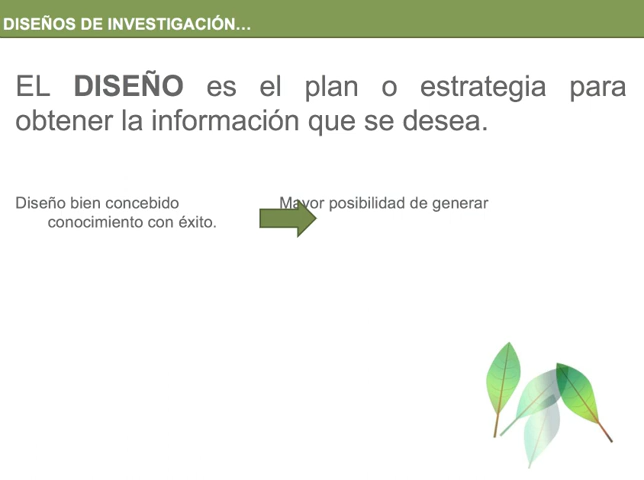 DISEÑOS DE INVESTIGACIÓN...
EL DISEÑO es el plan o estrategia para
obtener la información que se desea.
Diseño bien concebido Mayor posibilidad de generar
conocimiento con éxito.